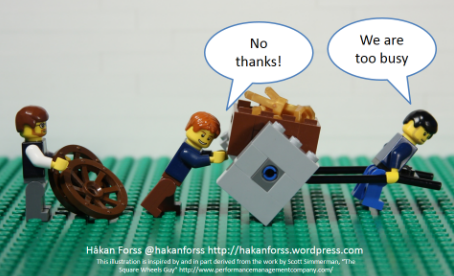 No
thanks!
We are
too busy
Håkan Forss @hakanforss http://hakanforss.wordpress.com
This illustration is inspired by and in part derived from the work by Scott Simmerman, "The
Square Wheels Guy" http://www.performancemanagementcompany.com/